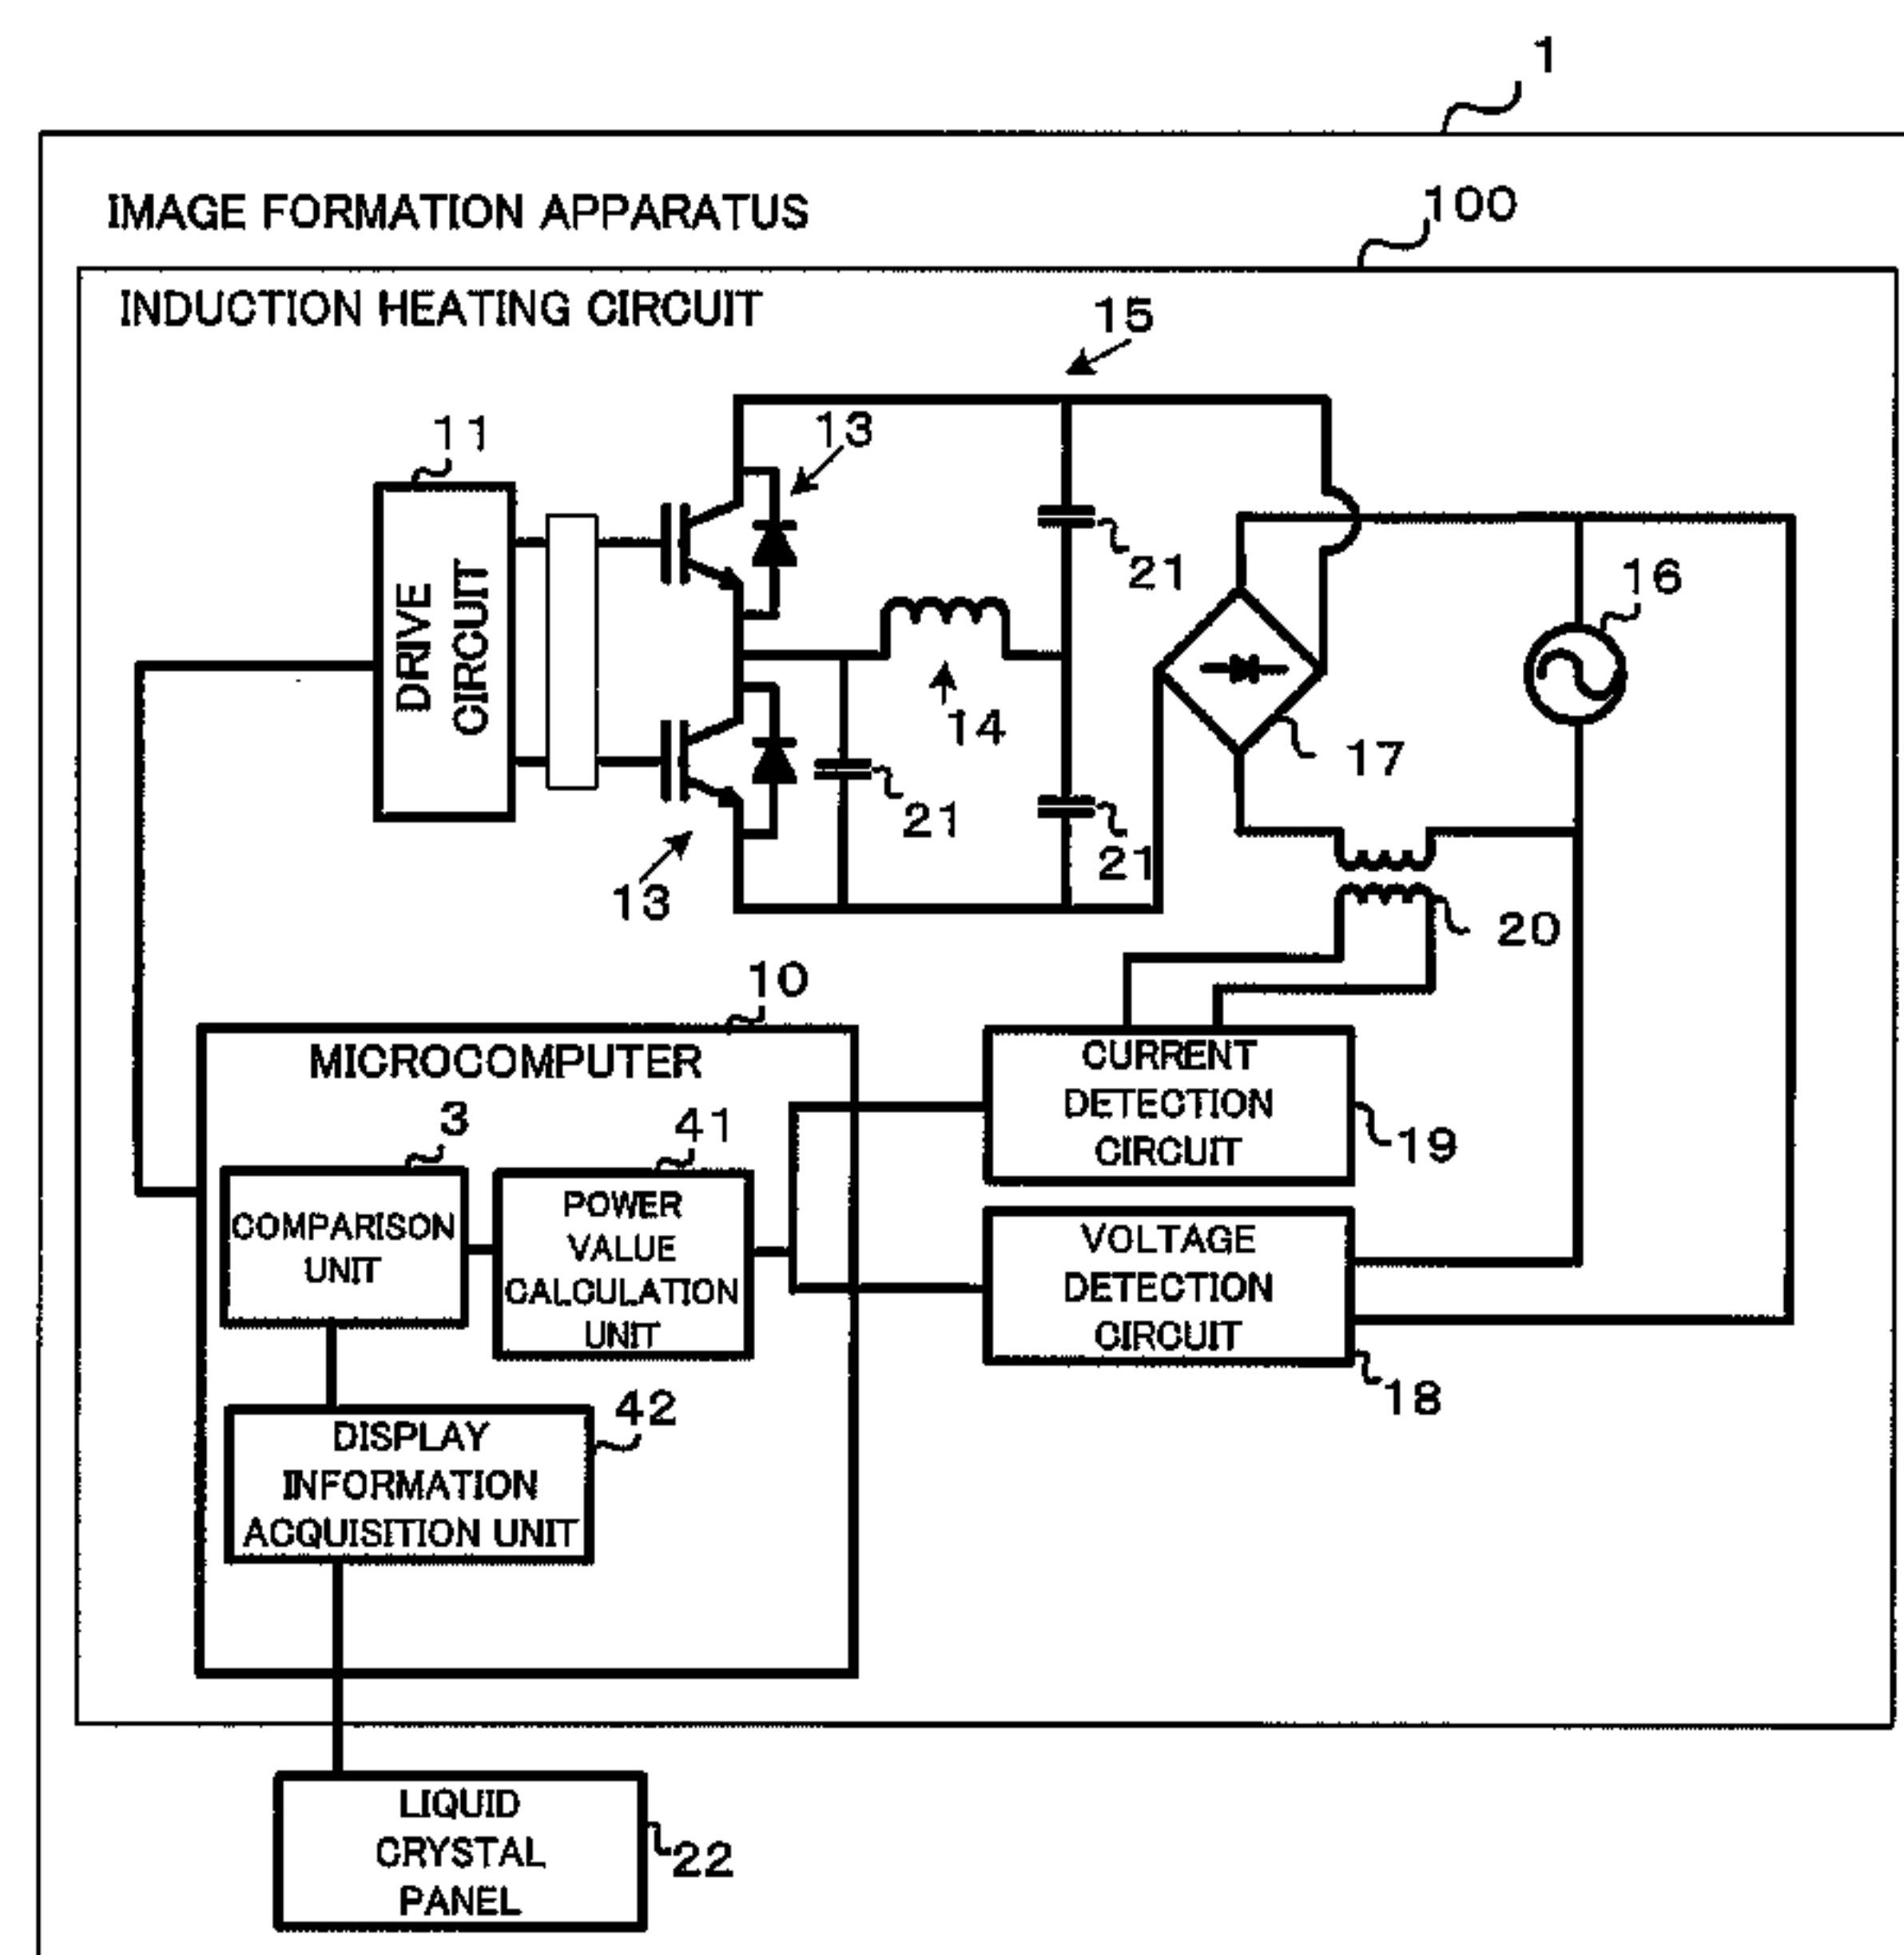 1
IMAGE FORMATION APPARATUS
100
INDUCTION HEATING CIRCUIT
15
13
11
DRIVE
CIRCUIT
21
16
14
17
21
21
13
20
10
MICROCOMPUTER
CURRENT
DETECTION
CIRCUIT
19
3
41
COMPARISON
UNIT
POWER
VALUE
CALCULATION
UNIT
VOLTAGE
DETECTION
CIRCUIT
18
42
DISPLAY
INFORMATION
ACQUISITION UNIT
LIQUID
CRYSTAL
PANEL
22